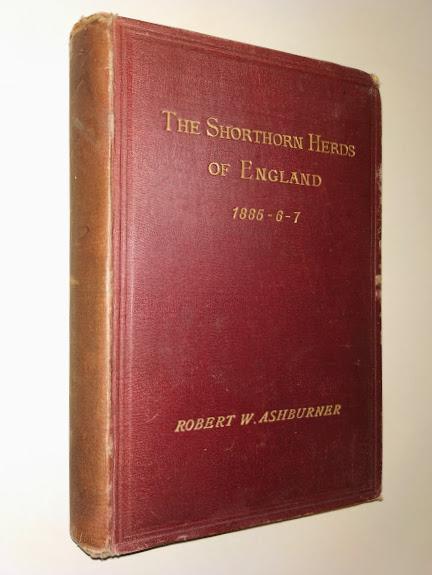 THE SHORTHORN HERDS
OF ENGLAND
1885-6-7
ROBERT W. ASHBURNER